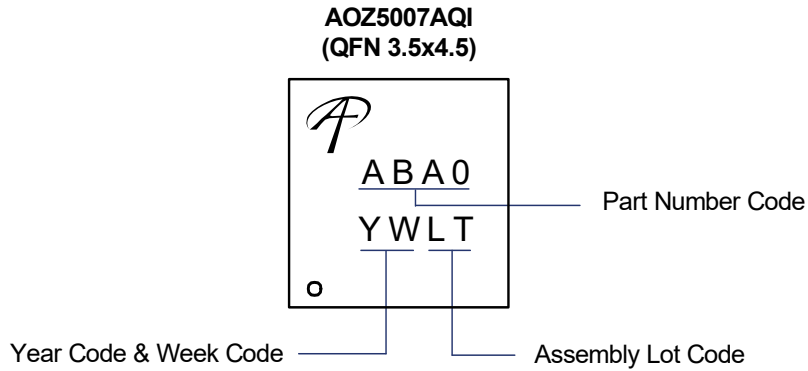 AOZ5007AQI
(QFN 3.5x4.5)
ABA0
Part Number Code
YWLT
Year Code & Week Code
Assembly Lot Code